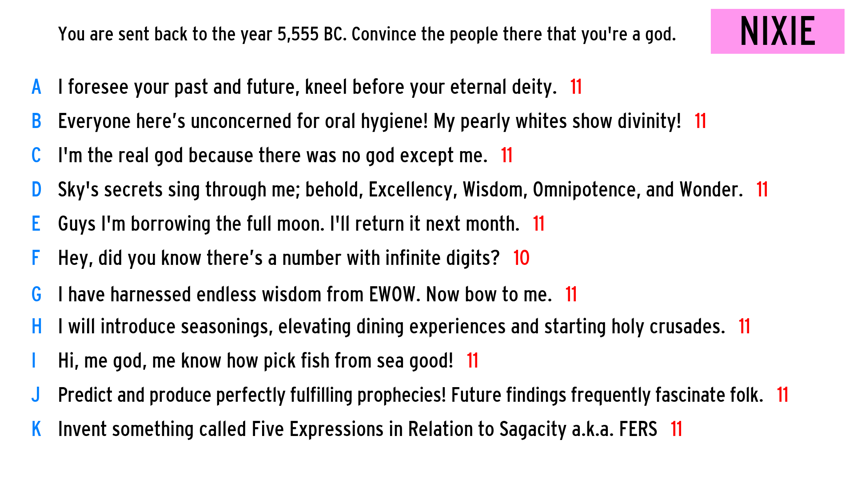 You are sent back to the year 5,555 BC. Convince the people there that you're a god.
NIXIE
A I foresee your past and future, kneel before your eternal deity. 11
B Everyone here's unconcerned for oral hygiene! My pearly whites show divinity! 11
C I'm the real god because there was no god except me. 11
D Sky's secrets sing through me; behold, Excellency, Wisdom, Omnipotence, and Wonder. 11
E Guys I'm borrowing the full moon. I'll return it next month. 11
F Hey, did you know there's a number with infinite digits? 10
G I have harnessed endless wisdom from EWOW. Now bow to me. 11
H I will introduce seasonings, elevating dining experiences and starting holy crusades. 11
I Hi, me god, me know how pick fish from sea good! 11
J Predict and produce perfectly fulfilling prophecies! Future findings frequently fascinate folk. 11
K Invent something called Five Expressions in Relation to Sagacity a.k.a. FERS 11